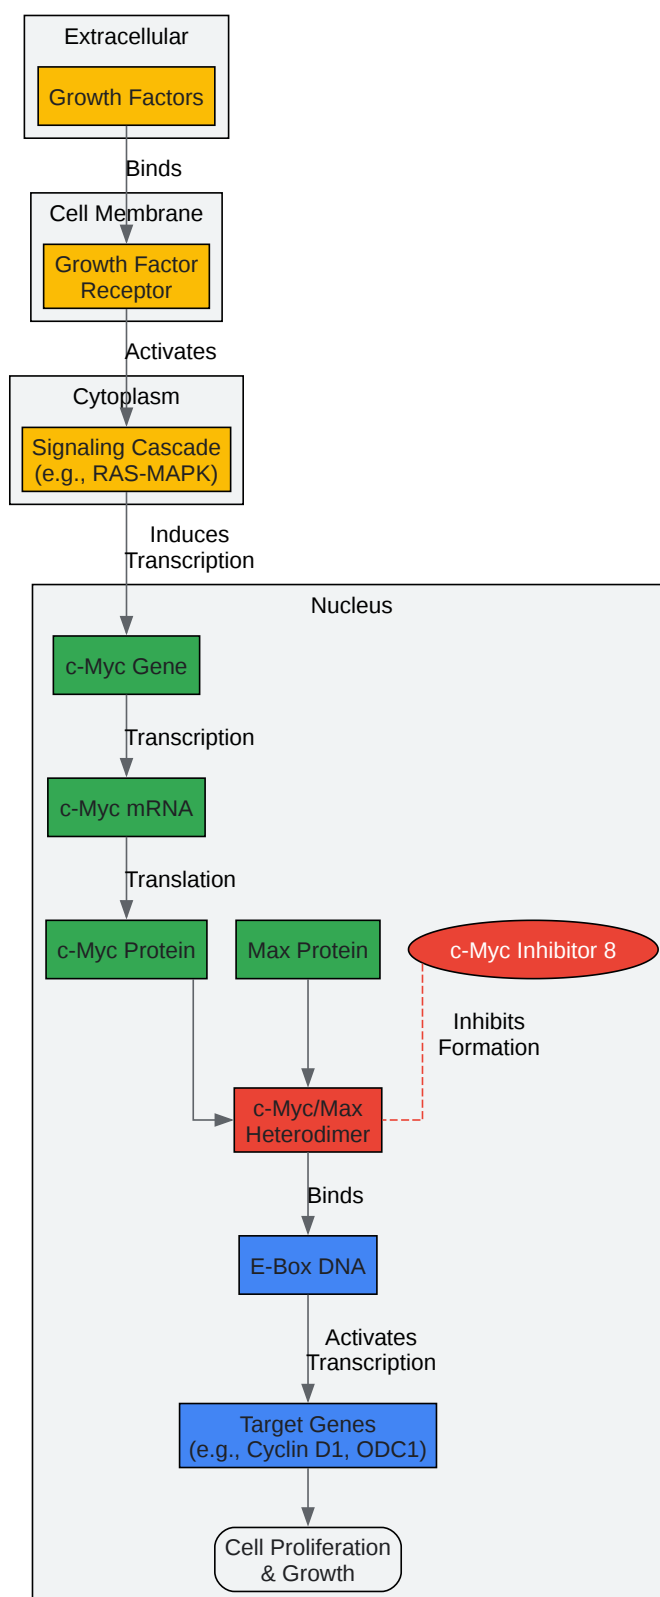 Extracellular
Growth Factors
Binds
Cell Membrane
Growth Factor
Receptor
Activates
Cytoplasm
Signaling Cascade
(e.g., RAS-MAPK)
Induces
Transcription
Nucleus
c-Myc Gene
Transcription
c-Myc mRNA
Translation
c-Myc Protein
Max Protein
c-Myc Inhibitor 8
Inhibits
Formation
c-Myc/Max
Heterodimer
Binds
E-Box DNA
Activates
Transcription
Target Genes
(e.g., Cyclin D1, ODC1)
Cell Proliferation
& Growth